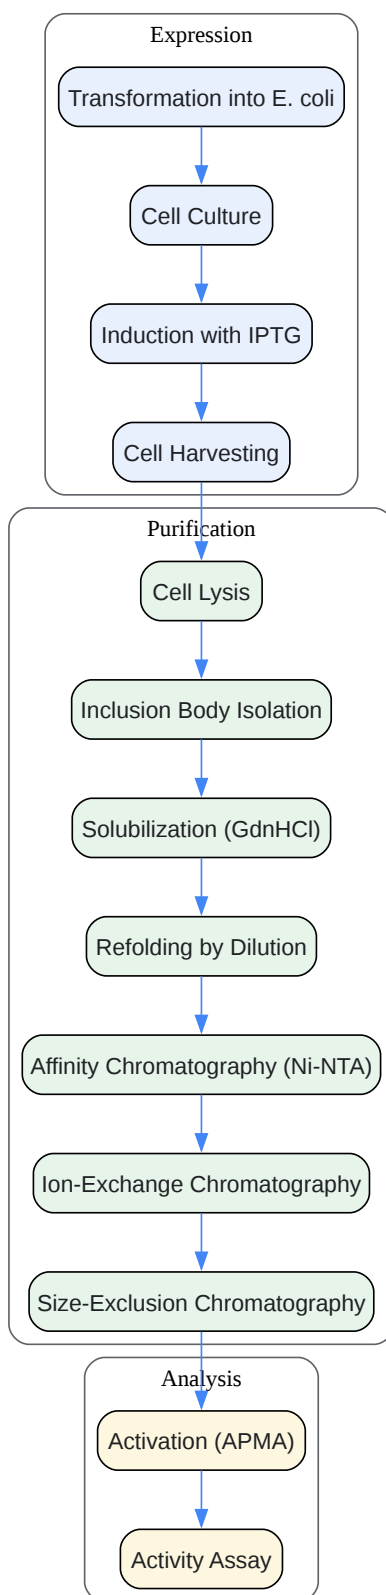 Expression
Transformation into E. coli
Cell Culture
Induction with IPTG
Cell Harvesting
Purification
Cell Lysis
Inclusion Body Isolation
Solubilization (GdnHCl)
Refolding by Dilution
Affinity Chromatography (Ni-NTA)
Ion-Exchange Chromatography
Size-Exclusion Chromatography
Analysis
Activation (APMA)
Activity Assay